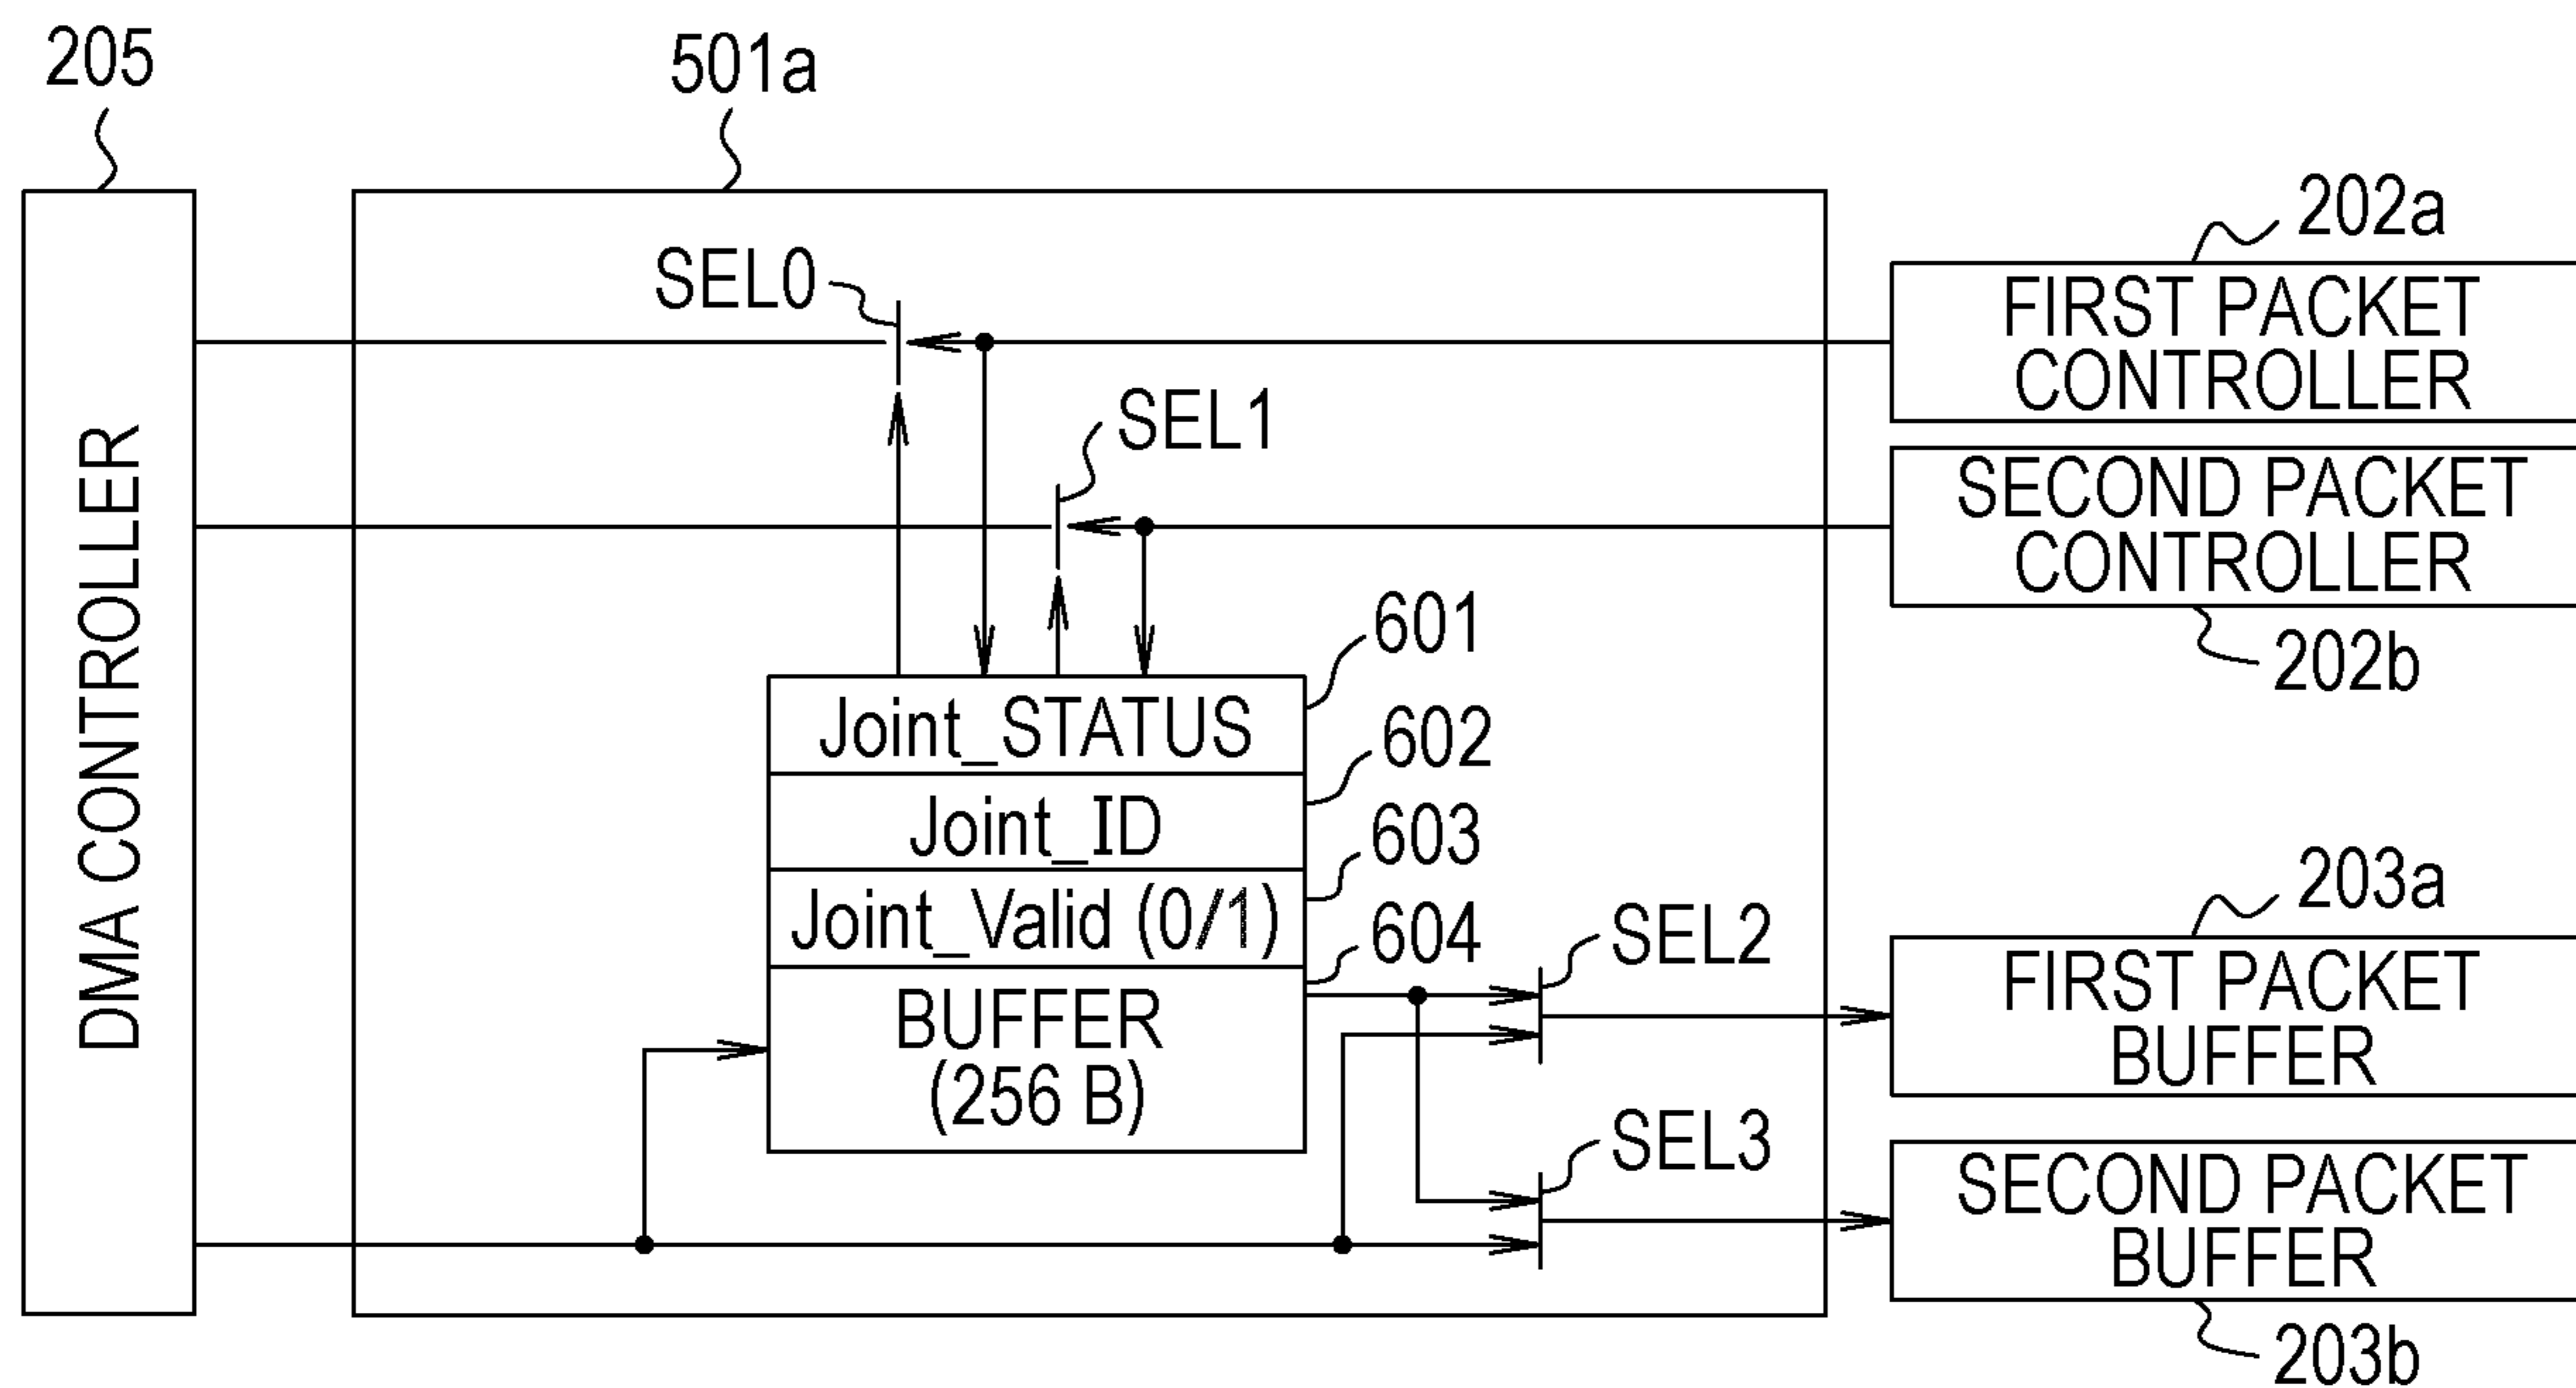 205
501a
202a
SEL0
FIRST PACKET
CONTROLLER
SEL1
SECOND PACKET
CONTROLLER
202b
DMA CONTROLLER
601
Joint_STATUS
602
Joint_ID
603
Joint_Valid (0/1)
604
BUFFER
(256 B)
SEL2
203a
FIRST PACKET
BUFFER
SEL3
SECOND PACKET
BUFFER
203b